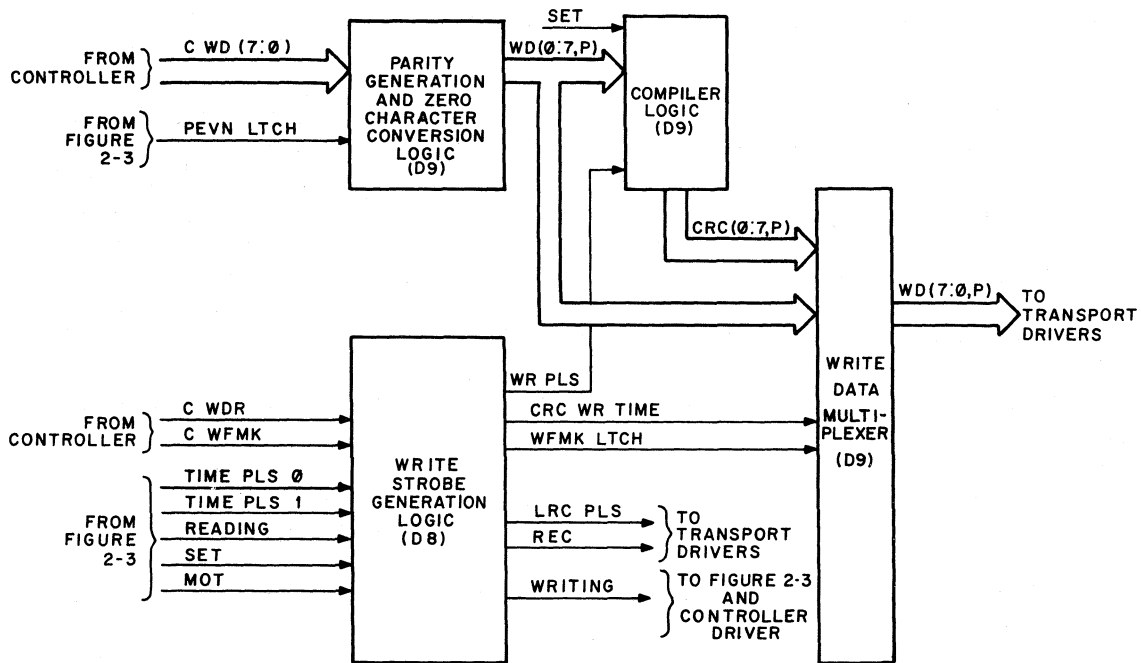 SET
C WD (7:0)
WD(0:7,P)
FROM
CONTROLLER
PARITY
GENERATION
AND ZERO
CHARACTER
CONVERSION
LOGIC
(D9)
COMPILER
LOGIC
(D9)
FROM
FIGURE
2-3
PEVN LTCH
CRC(0:7,P)
WD(7:0,P)
TO
TRANSPORT
DRIVERS
WRITE
DATA
MULTI-
PLEXER
(D9)
WR PLS
FROM
CONTROLLER
C WDR
C WFMK
CRC WR TIME
WFMK LTCH
WRITE
STROBE
GENERATION
LOGIC
(D8)
FROM
FIGURE
2-3
TIME PLS 0
TIME PLS 1
READING
SET
MOT
LRC PLS
REC
TO
TRANSPORT
DRIVERS
WRITING
TO FIGURE 2-3
AND
CONTROLLER
DRIVER